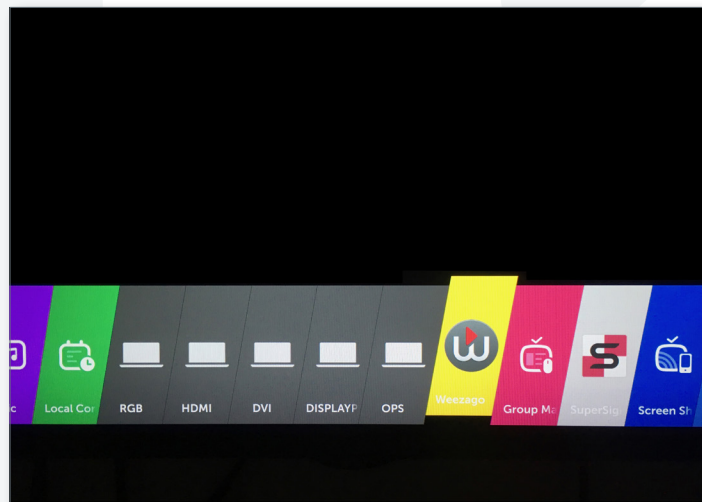 c
Local Cor
RGB
HDMI
DVI
DISPLAYP
OPS
Weezago
Group Ma
SuperSig
Screen Sh